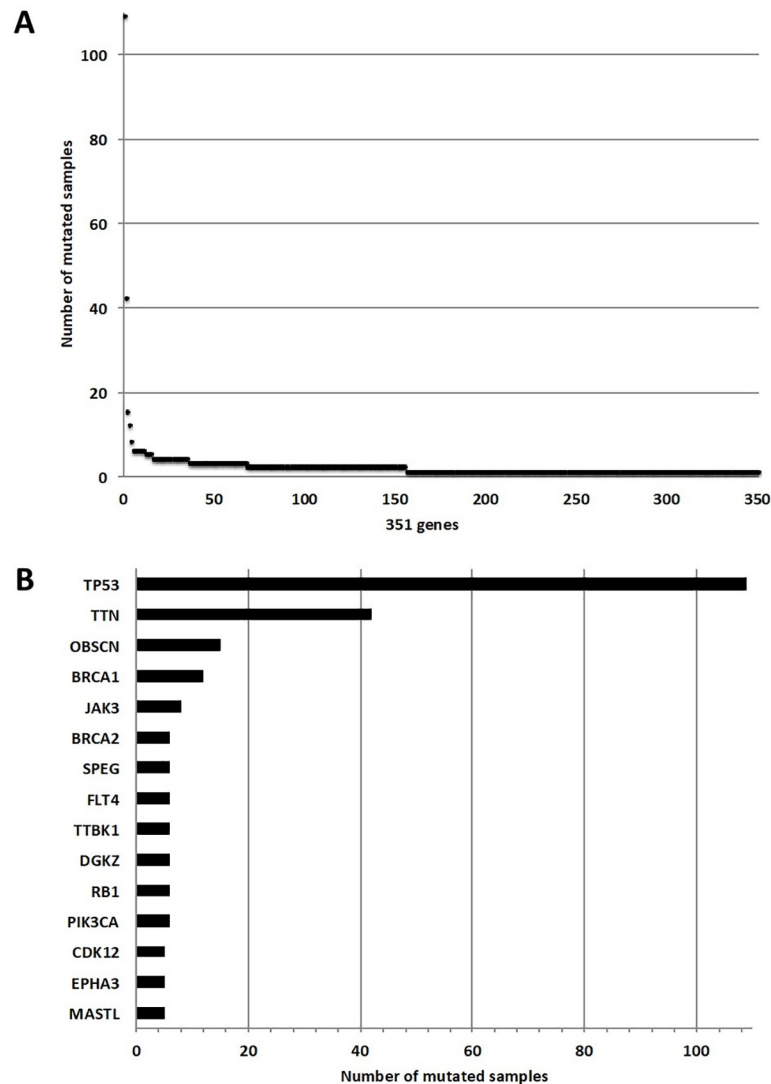 A
Number of mutated samples
100
80
60
40
20
0
0 50 100 150 200 250 300 350
351 genes
B
TP53
TTN
OBSCN
BRCA1
JAK3
BRCA2
SPEG
FLT4
TTBK1
DGKZ
RB1
PIK3CA
CDK12
EPHA3
MASTL
0 20 40 60 80 100
Number of mutated samples